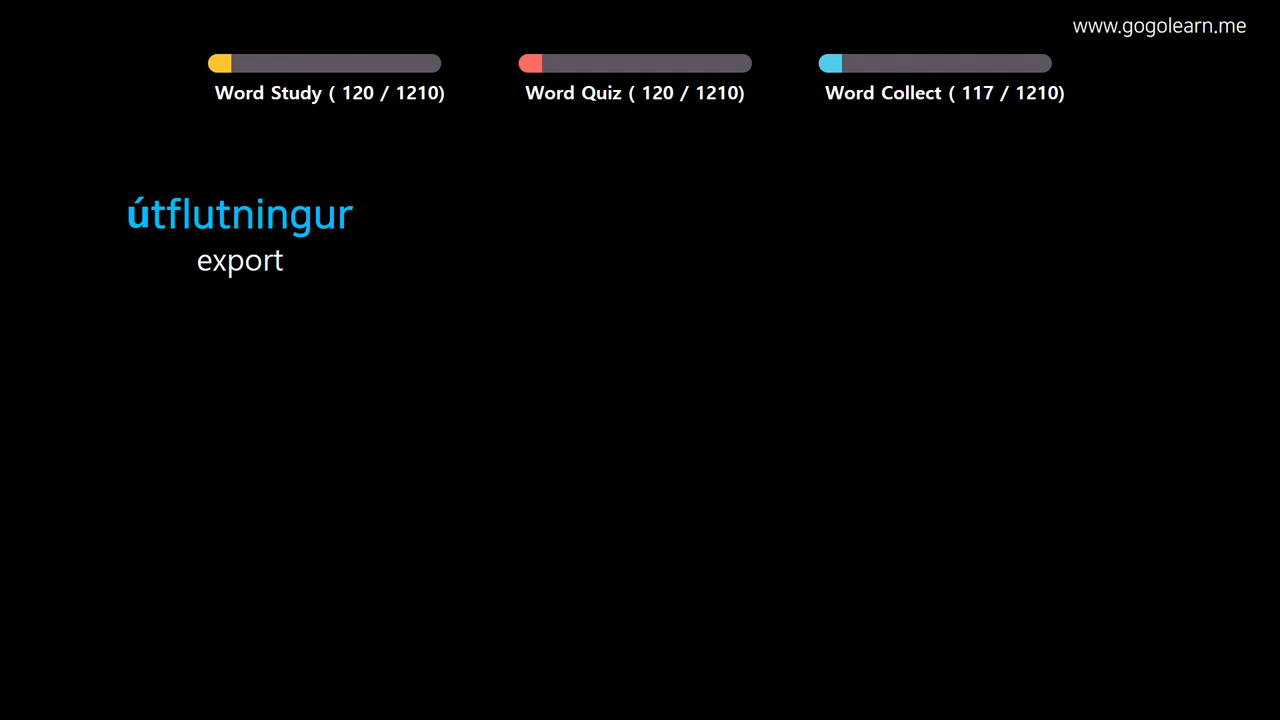 www.gogolearn.me
Word Study ( 120 / 1210)
Word Quiz ( 120 / 1210)
Word Collect ( 117 / 1210)
útflutningur
export